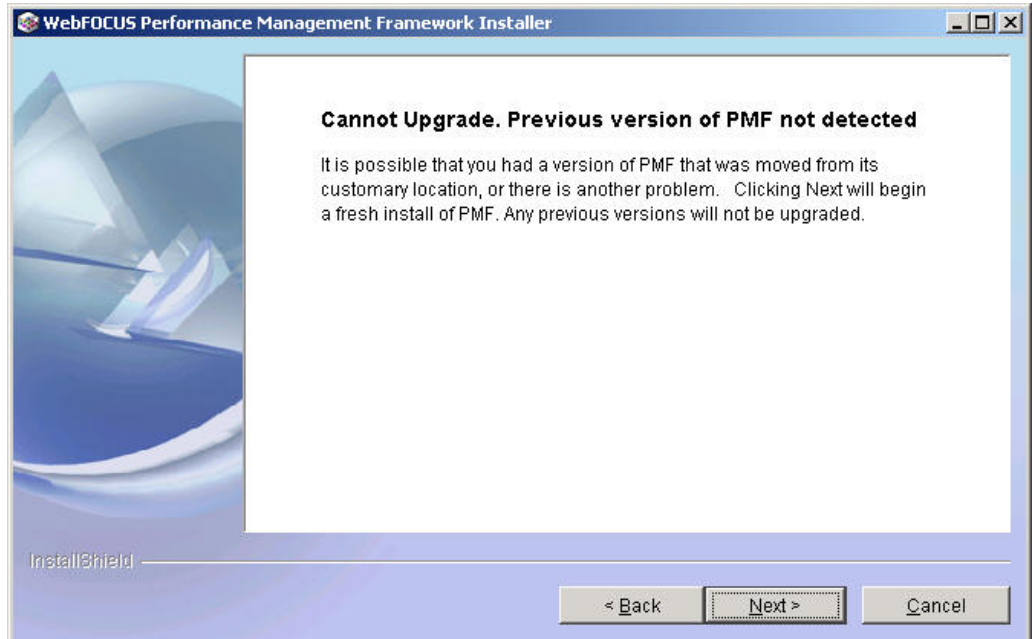 WebFOCUS Performance Management Framework Installer
Cannot Upgrade. Previous version of PMF not detected
It is possible that you had a version of PMF that was moved from its
customary location, or there is another problem. Clicking Next will begin
a fresh install of PMF. Any previous versions will not be upgraded.
InstallShield
< Back
Next >
Cancel